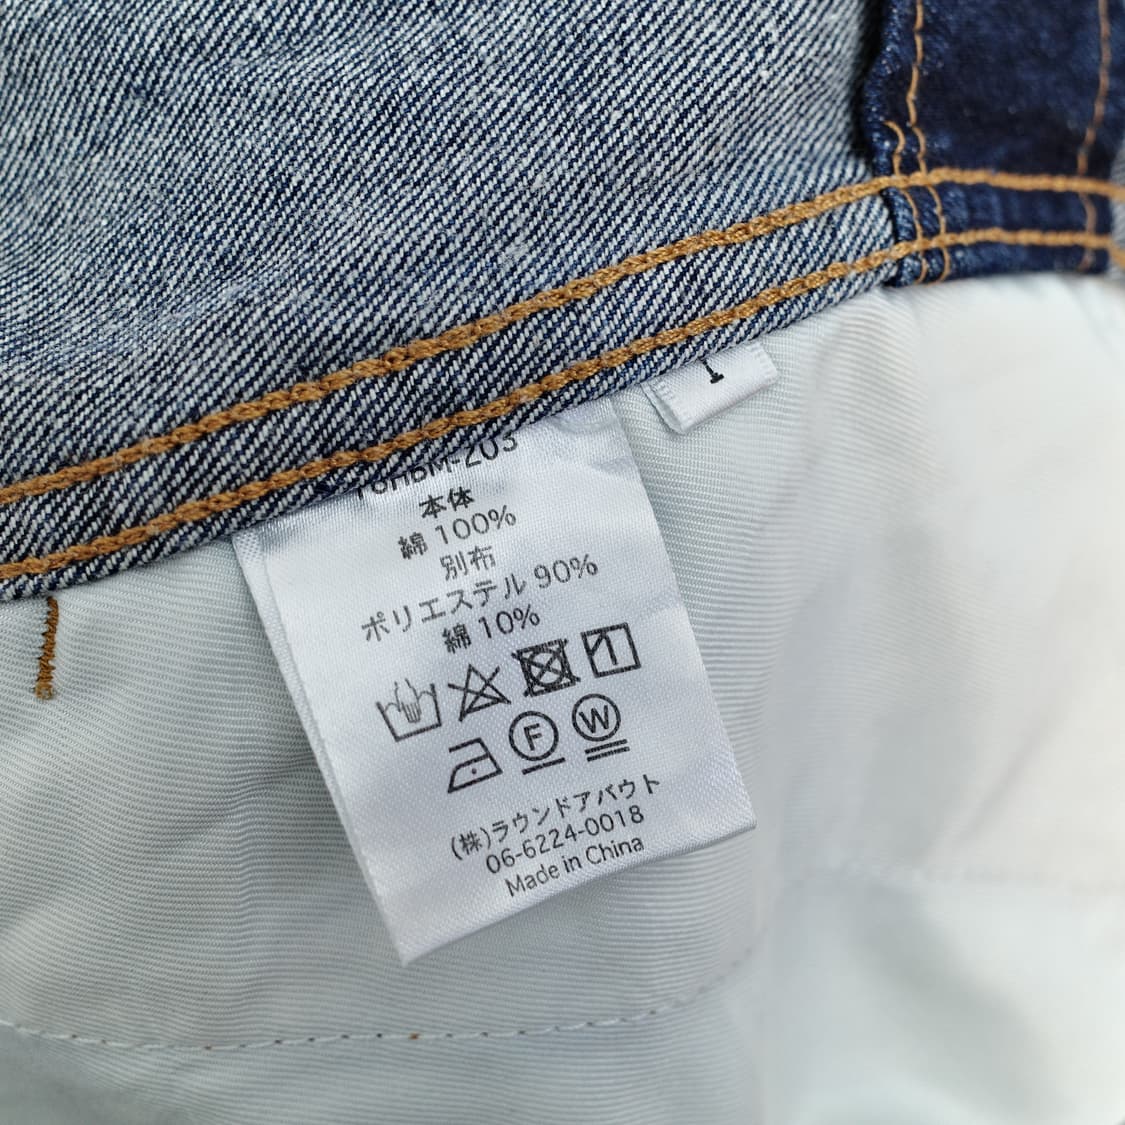 本体
綿 100%
別布
ポリエステル 90%
綿 10%
F W
(株)ラウンドアバウト
06-6224-0018
Made in China